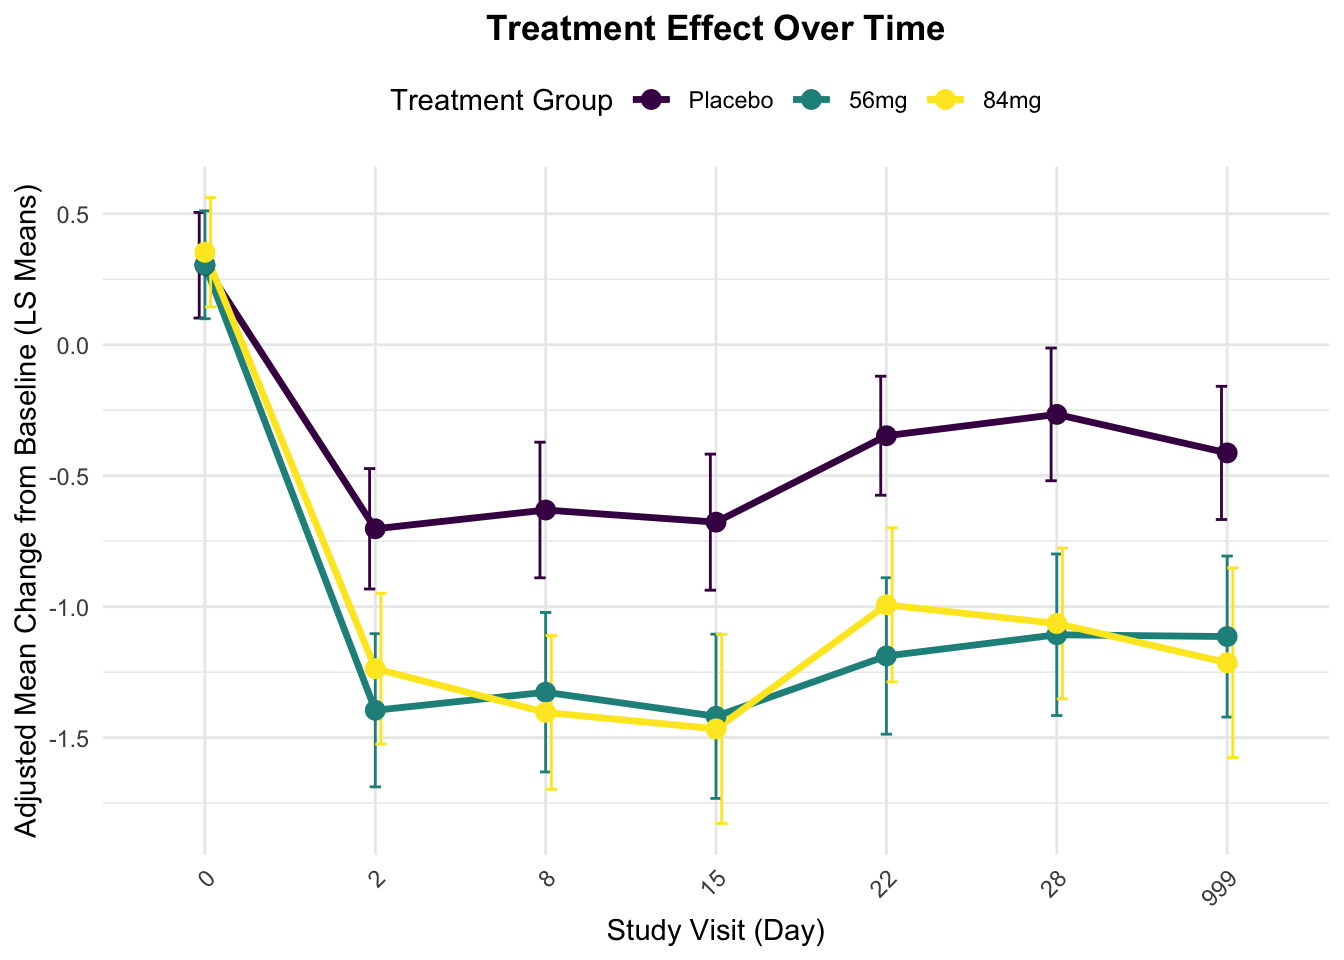 Treatment Effect Over Time
Treatment Group Placebo 56mg 84mg
Adjusted Mean Change from Baseline (LS Means)
0.5
0.0
-0.5
-1.0
-1.5
0 2 8 15 22 28 999
Study Visit (Day)